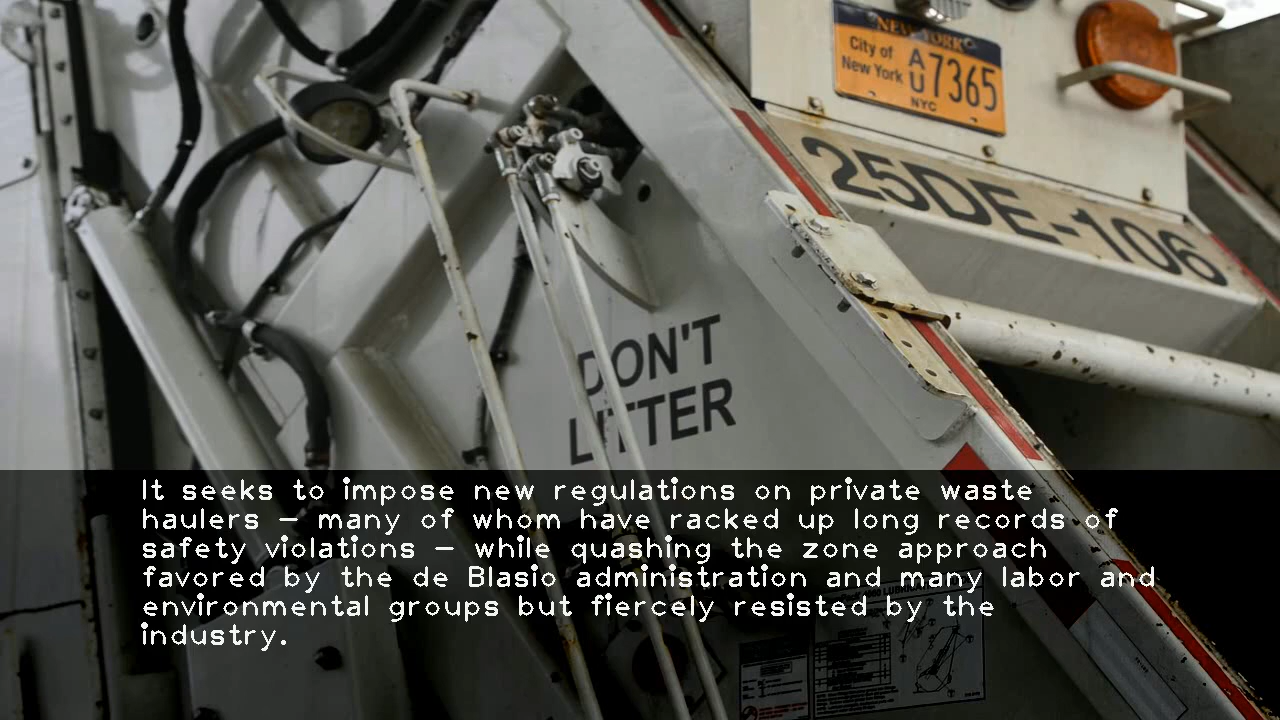 NEW YORK
City of
New York
AU
7365
NYC
25DE-106
DON'T
LITTER
It seeks to impose new regulations on private waste
haulers – many of whom have racked up long records of
safety violations – while quashing the zone approach
favored by the de Blasio administration and many labor and
environmental groups but fiercely resisted by the
industry.